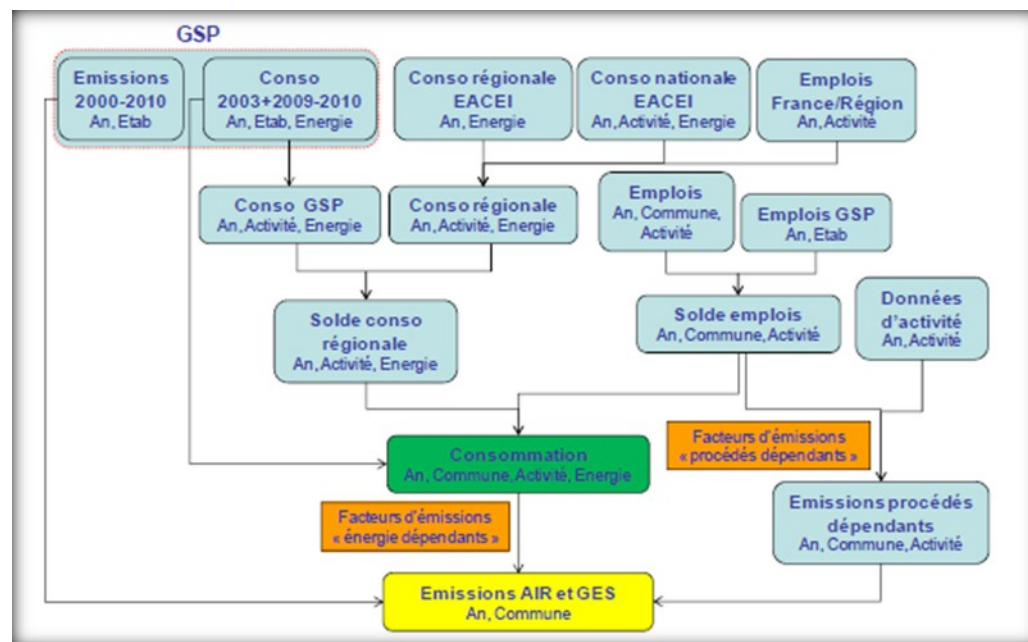 GSP
Emissions
2000-2010
An, Etab
Conso
2003+2009-2010
An, Etab, Energie
Conso régionale
EACEI
An, Energie
Conso nationale
EACEI
An, Activité, Energie
Emplois
France/Région
An, Activité
Conso GSP
An, Activité, Energie
Conso régionale
An, Activité, Energie
Emplois
An, Commune,
Activité
Emplois GSP
An, Etab
Solde conso
régionale
An, Activité, Energie
Solde emplois
An, Commune, Activité
Données
d'activité
An, Activité
Consommation
An, Commune, Activité, Energie
Facteurs d'émissions
« procédés dépendants »
Facteurs d'émissions
« énergie dépendants »
Emissions procédés
dépendants
An, Commune, Activité
Emissions AIR et GES
An, Commune